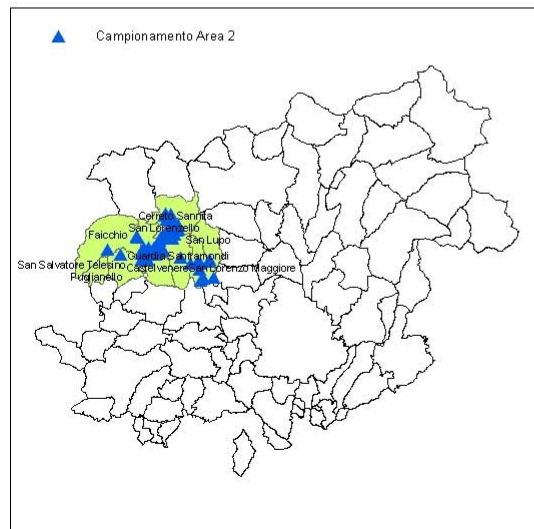 Campionamento Area 2
Cerreto Sannita
San Lorenzello
Faicchio
San Lupo
Guardia Sanframondi
San Salvatore Telesino
Castelvenere
San Lorenzo Maggiore
Puglianello